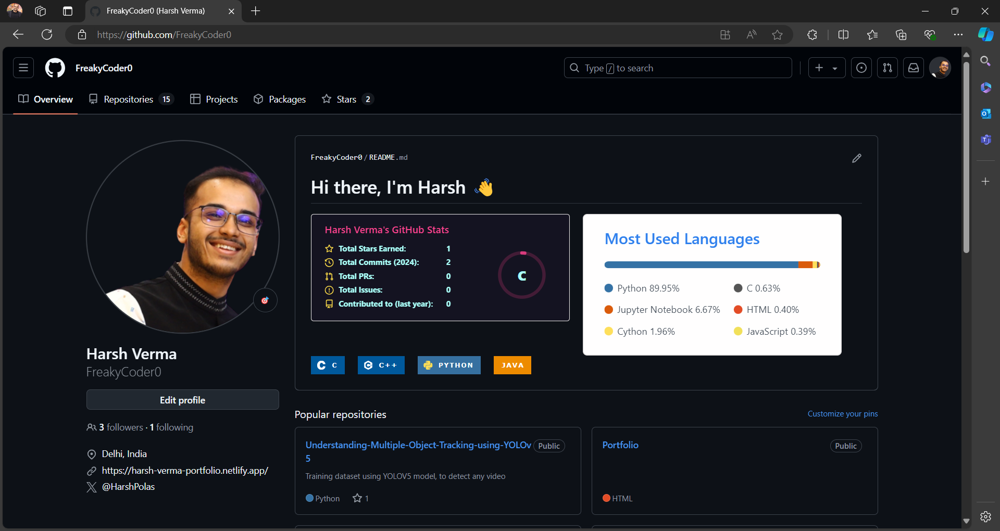 FreakyCoder0 (Harsh Verma)
https://github.com/FreakyCoder0
FreakyCoder0
Type / to search
Overview
Repositories 15
Projects
Packages
Stars 2
FreakyCoder0/README.md
Hi there, I'm Harsh 👋
Harsh Verma's GitHub Stats
Total Stars Earned: 1
Total Commits (2024): 2
Total PRs: 0
Total Issues: 0
Contributed to (last year): 0
C
Most Used Languages
Python 89.95%
Jupyter Notebook 6.67%
Cython 1.96%
C 0.63%
HTML 0.40%
JavaScript 0.39%
C
C++
PYTHON
JAVA
Harsh Verma
FreakyCoder0
Edit profile
3 followers · 1 following
Delhi, India
https://harsh-verma-portfolio.netlify.app/
@HarshPolas
Popular repositories
Customize your pins
Understanding-Multiple-Object-Tracking-using-YOLOv
5
Public
Training dataset using YOLOV5 model, to detect any video
Python
1
Portfolio
Public
HTML